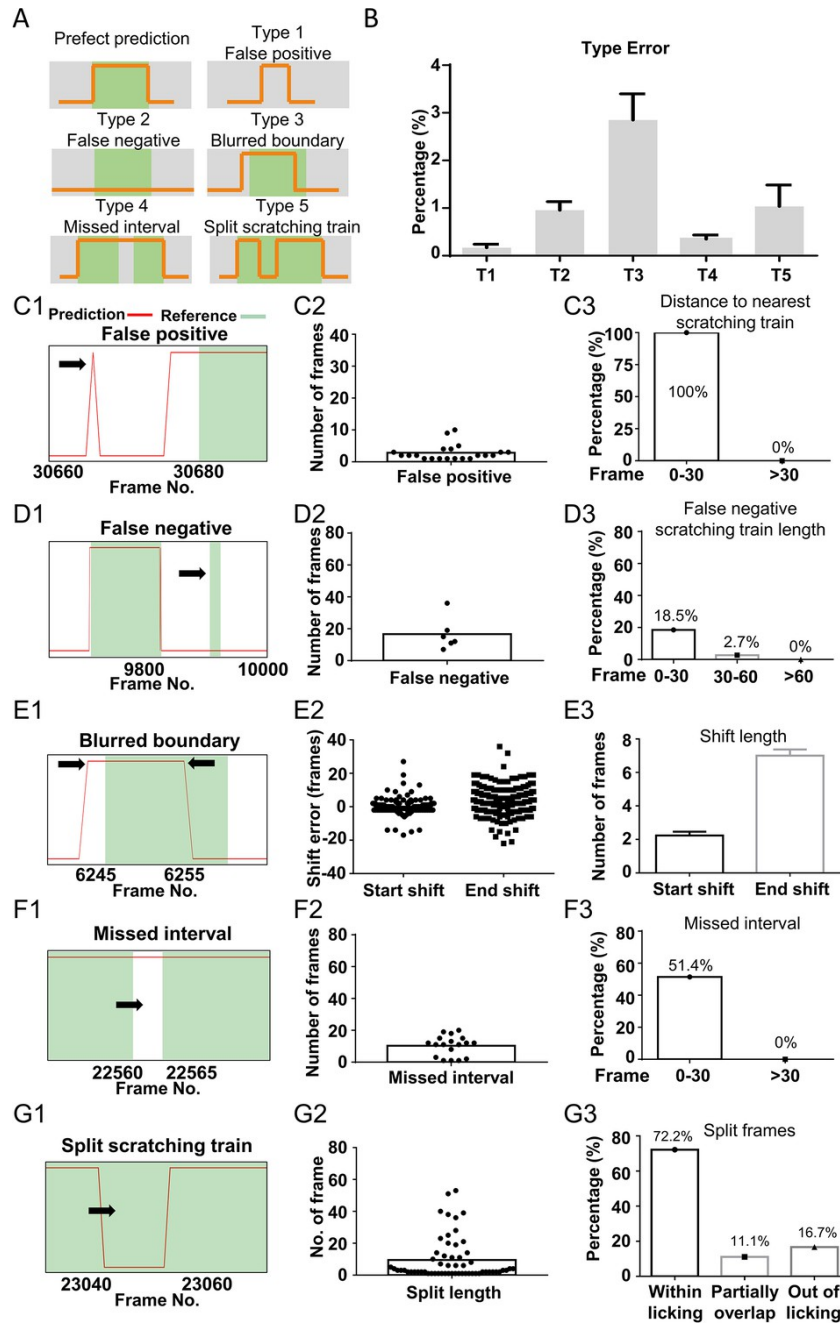 A
Prefect prediction
Type 1
False positive
Type 2
False negative
Type 3
Blurred boundary
Type 4
Missed interval
Type 5
Split scratching train
B
Type Error
Percentage (%)
4
3
2
1
0
T1 T2 T3 T4 T5
C1
Prediction Reference
False positive
30660 30680
Frame No.
C2
Number of frames
40
30
20
10
0
False positive
C3
Distance to nearest
scratching train
Percentage (%)
100
75
50
25
0
100%
0%
Frame 0-30 >30
D1
False negative
9800 10000
Frame No.
D2
Number of frames
80
60
40
20
0
False negative
D3
False negative
scratching train length
Percentage (%)
80
60
40
20
0
18.5%
2.7%
0%
Frame 0-30 30-60 >60
E1
Blurred boundary
6245 6255
Frame No.
E2
Shift error (frames)
40
20
0
-20
-40
Start shift End shift
E3
Shift length
Number of frames
8
6
4
2
0
Start shift End shift
F1
Missed interval
22560 22565
Frame No.
F2
Number of frames
80
60
40
20
0
Missed interval
F3
Missed interval
Percentage (%)
80
60
40
20
0
51.4%
0%
Frame 0-30 >30
G1
Split scratching train
23040 23060
Frame No.
G2
No. of frame
80
60
40
20
0
Split length
G3
Split frames
Percentage (%)
80
60
40
20
0
72.2%
11.1%
16.7%
Within Partially Out of
licking overlap licking